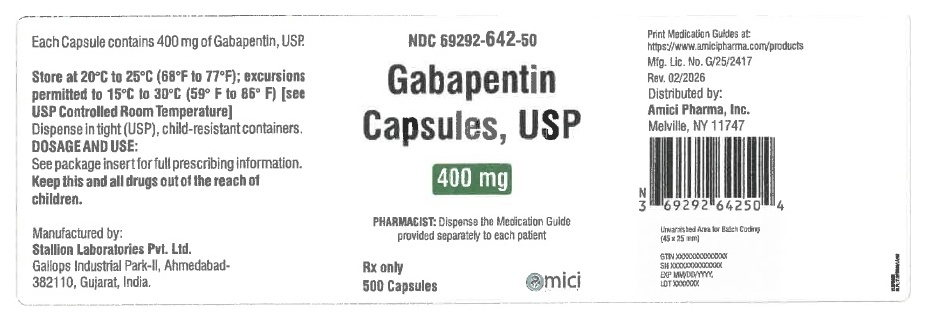 Each Capsule contains 400 mg of Gabapentin, USP.
Store at 20°C to 25°C (68°F to 77°F); excursions
permitted to 15°C to 30°C (59° F to 86° F) [see
USP Controlled Room Temperature]
Dispense in tight (USP), child-resistant containers.
DOSAGE AND USE:
See package insert for full prescribing information.
Keep this and all drugs out of the reach of
children.
Manufactured by:
Stallion Laboratories Pvt. Ltd.
Gallops Industrial Park-II, Ahmedabad-
382110, Gujarat, India.
NDC 69292-642-50
Gabapentin
Capsules, USP
400 mg
PHARMACIST: Dispense the Medication Guide
provided separately to each patient
Rx only
500 Capsules
amici
Print Medication Guides at:
https://www.amicipharma.com/products
Mfg. Lic. No. G/25/2417
Rev. 02/2026
Distributed by:
Amici Pharma, Inc.
Melville, NY 11747
N
3 69292 64250 4
Unvarnished Area for Batch Coding
(45 x 25 mm)
GTIN XXXXXXXXXXXXXX
SN XXXXXXXXXXXXXX
EXP MM/DD/YYYY,
LOT XXXXXXX